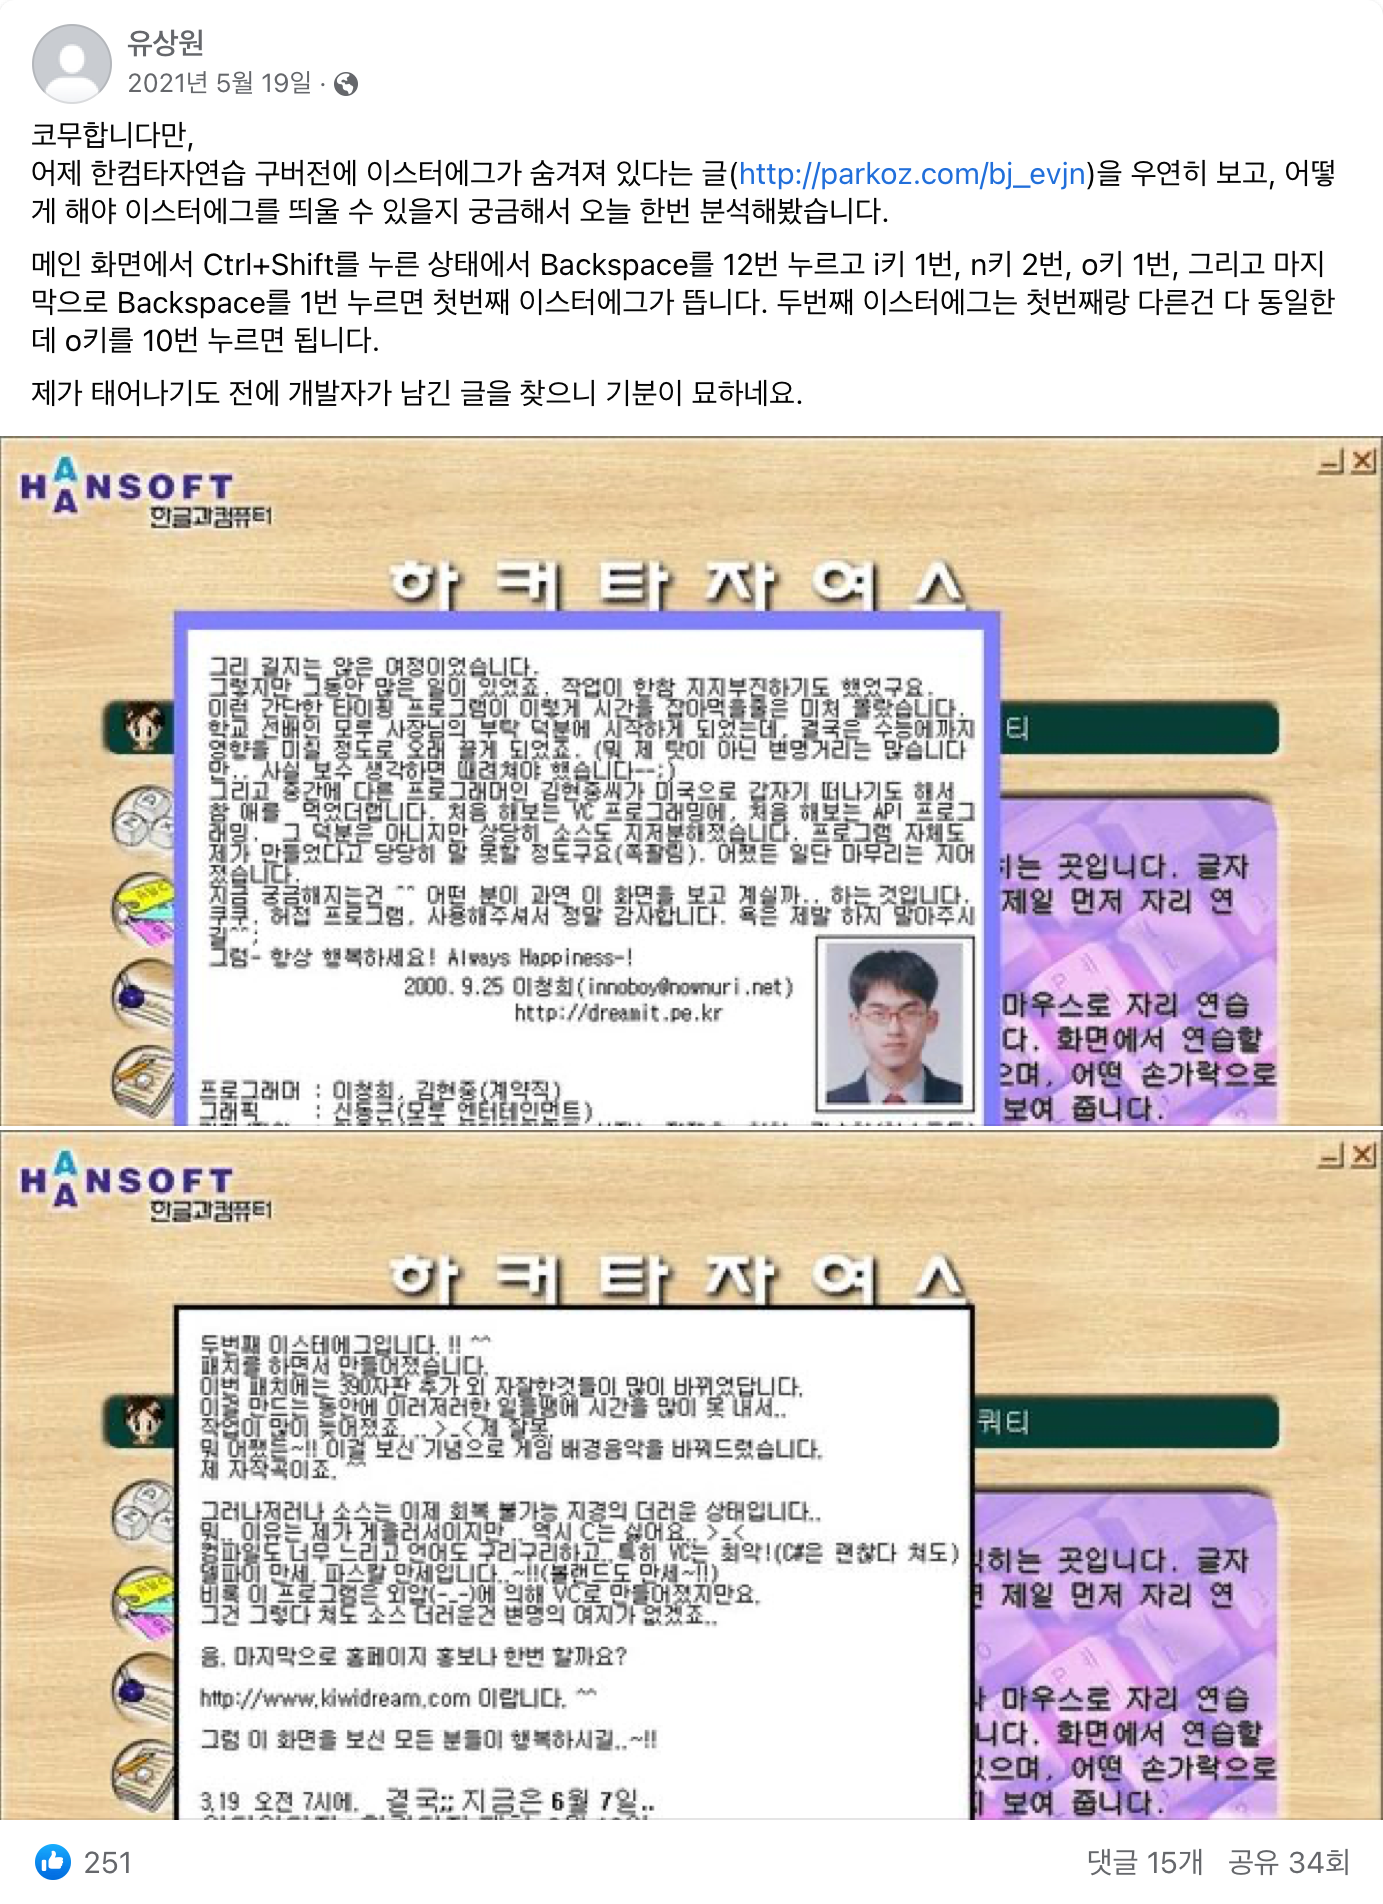 유상원
2021년 5월 19일 ·
코무합니다만,
어제 한컴타자연습 구버전에 이스터에그가 숨겨져 있다는 글(http://parkoz.com/bj_evjn)을 우연히 보고, 어떻
게 해야 이스터에그를 띄울 수 있을지 궁금해서 오늘 한번 분석해봤습니다.
메인 화면에서 Ctrl+Shift를 누른 상태에서 Backspace를 12번 누르고 i키 1번, n키 2번, o키 1번, 그리고 마지
막으로 Backspace를 1번 누르면 첫번째 이스터에그가 뜹니다. 두번째 이스터에그는 첫번째랑 다른건 다 동일한
데 o키를 10번 누르면 됩니다.
제가 태어나기도 전에 개발자가 남긴 글을 찾으니 기분이 묘하네요.
HAANSOFT
한글과컴퓨터
그리 길지는 않은 여정이었습니다.
그렇지만 그동안 많은 일이 있었죠. 작업이 한참 지지부진하기도 했었구요.
이런 간단한 타이핑 프로그램이 이렇게 시간을 잡아먹을줄은 미처 몰랐습니다.
학교 선배인 모루 사장님의 부탁 덕분에 시작하게 되었는데, 결국은 수능에까지
영향을 미칠 정도로 오래 끌게 되었죠. (뭐 제 탓이 아닌 변명거리는 많습니다
만.. 사실 보수 생각하면 때려쳐야 했습니다--;)
그리고 중간에 다른 프로그래머인 김현중씨가 미국으로 갑자기 떠나기도 해서
참 애를 먹었더랩니다. 처음 해보는 VC 프로그래밍에, 처음 해보는 API 프로그
래밍. 그 덕분은 아니지만 상당히 소스도 지저분해졌습니다. 프로그램 자체도
제가 만들었다고 당당히 말 못할 정도구요(쪽팔림). 어쨌든 일단 마무리는 지어
졌습니다.
지금 궁금해지는건 ^^ 어떤 분이 과연 이 화면을 보고 계실까.. 하는 것입니다.
쿠쿠. 허접 프로그램, 사용해주셔서 정말 감사합니다. 욕은 제발 하지 말아주시
길^^;
그럼- 항상 행복하세요! Always Happiness-!
2000. 9.25 이청희(innoboy@nownuri.net)
http://dreamit.pe.kr
프로그래머 : 이청희, 김현중(계약직)
그래픽 : 신동근(모루 엔터테인먼트)
티
히는 곳입니다. 글자
제일 먼저 자리 연
마우스로 자리 연습
다. 화면에서 연습할
으며, 어떤 손가락으로
보여 줍니다.
HAANSOFT
한글과컴퓨터
두번째 이스테에그입니다. !! ^^
패치를 하면서 만들어졌습니다.
이번 패치에는 390자판 추가 외 자잘한것들이 많이 바뀌었답니다.
이걸 만드는 동안에 이러저러한 일들땜에 시간을 많이 못 내서..
작업이 많이 늦어졌죠. .. >_< 제 잘못.
뭐 어쨌든~!! 이걸 보신 기념으로 게임 배경음악을 바꿔드렸습니다.
제 자작곡이죠. ^^
그러나저러나 소스는 이제 회복 불가능 지경의 더러운 상태입니다..
뭐.. 이유는 제가 게을러서이지만.. 역시 C는 싫어요.. >_<
컴파일도 너무 느리고 언어도 구리구리하고.. 특히 VC는 최악!(C#은 괜찮다 쳐도)
델파이 만세, 파스칼 만세입니다..~!!(볼랜드도 만세~!!)
비록 이 프로그램은 외압(-_-)에 의해 VC로 만들어졌지만요.
그건 그렇다 쳐도 소스 더러운건 변명의 여지가 없겠죠..
음, 마지막으로 홈페이지 홍보나 한번 할까요?
http://www.kiwidream.com 이랍니다. ^^
그럼 이 화면을 보신 모든 분들이 행복하시길..~!!
3.19 오전 7시에. 결국;; 지금은 6월 7일..
쿼티
익히는 곳입니다. 글자
면 제일 먼저 자리 연
마우스로 자리 연습
니다. 화면에서 연습할
있으며, 어떤 손가락으로
보여 줍니다.
251
댓글 15개 공유 34회